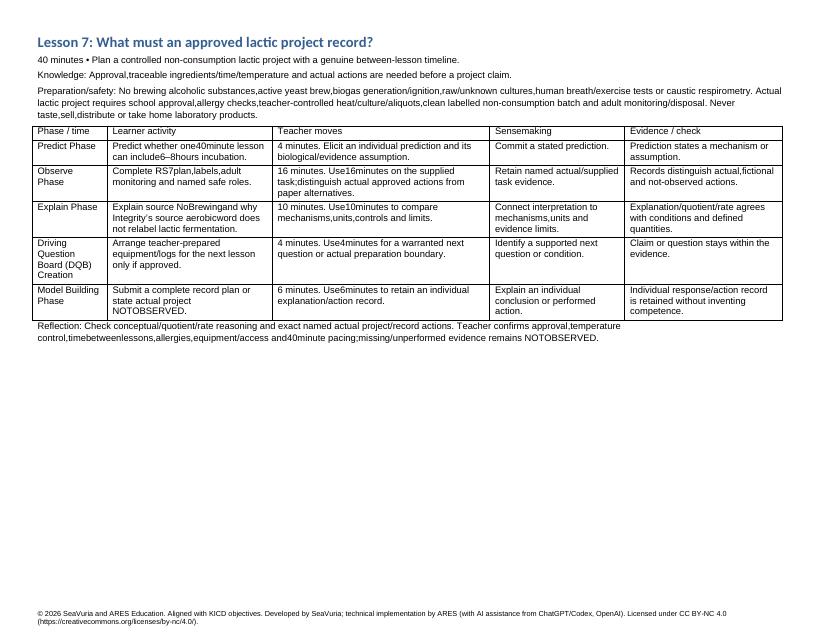 Lesson 7: What must an approved lactic project record?
40 minutes • Plan a controlled non-consumption lactic project with a genuine between-lesson timeline.
Knowledge: Approval,traceable ingredients/time/temperature and actual actions are needed before a project claim.
Preparation/safety: No brewing alcoholic substances,active yeast brew,biogas generation/ignition,raw/unknown cultures,human breath/exercise tests or caustic respirometry. Actual
lactic project requires school approval,allergy checks,teacher-controlled heat/culture/aliquots,clean labelled non-consumption batch and adult monitoring/disposal. Never
taste,sell,distribute or take home laboratory products.
Phase / time Learner activity Teacher moves Sensemaking Evidence / check
Predict Phase Predict whether one40minute lesson 4 minutes. Elicit an individual prediction and its Commit a stated prediction. Prediction states a mechanism or
can include6–8hours incubation. biological/evidence assumption. assumption.
Observe Complete RS7plan,labels,adult 16 minutes. Use16minutes on the supplied Retain named actual/supplied Records distinguish actual,fictional
Phase monitoring and named safe roles. task;distinguish actual approved actions from task evidence. and not-observed actions.
paper alternatives.
Explain Phase Explain source NoBrewingand why 10 minutes. Use10minutes to compare Connect interpretation to Explanation/quotient/rate agrees
Integrity's source aerobicword does mechanisms,units,controls and limits. mechanisms,units and with conditions and defined
not relabel lactic fermentation. evidence limits. quantities.
Driving Arrange teacher-prepared 4 minutes. Use4minutes for a warranted next Identify a supported next Claim or question stays within the
Question equipment/logs for the next lesson question or actual preparation boundary. question or condition. evidence.
Board (DQB) only if approved.
Creation
Model Building Submit a complete record plan or 6 minutes. Use6minutes to retain an individual Explain an individual Individual response/action record
Phase state actual project explanation/action record. conclusion or performed is retained without inventing
NOTOBSERVED. action. competence.
Reflection: Check conceptual/quotient/rate reasoning and exact named actual project/record actions. Teacher confirms approval,temperature
control,timebetweenlessons,allergies,equipment/access and40minute pacing;missing/unperformed evidence remains NOTOBSERVED.
© 2026 SeaVuria and ARES Education. Aligned with KICD objectives. Developed by SeaVuria; technical implementation by ARES (with AI assistance from ChatGPT/Codex, OpenAI). Licensed under CC BY-NC 4.0
(https://creativecommons.org/licenses/by-nc/4.0/).